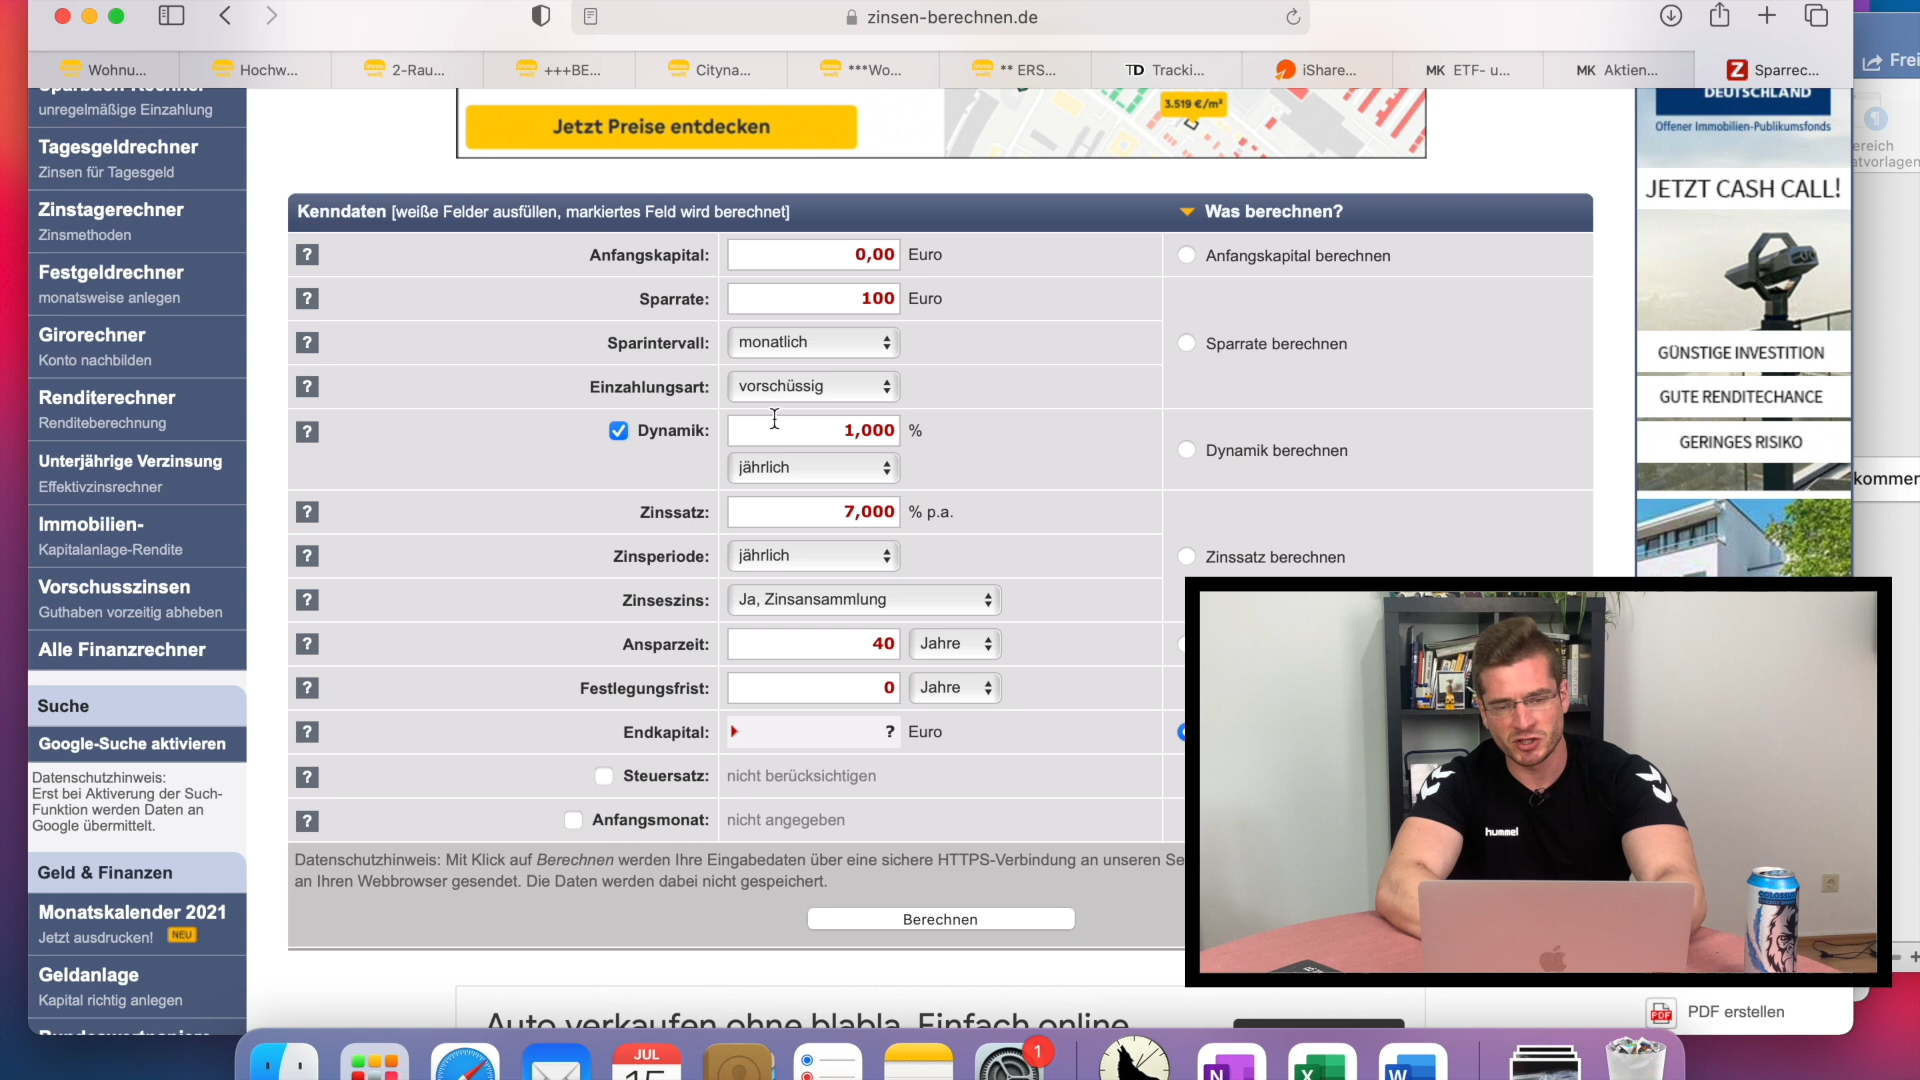 zinsen-berechnen.de
Wohnu...
Hochw...
2-Rau...
+++BE...
Cityna...
***Wo...
** ERS...
TD Tracki...
iShare...
MK ETF- u...
MK Aktien...
Z Sparrec...
Frei
unregelmäßige Einzahlung
Tagesgeldrechner
Zinsen für Tagesgeld
Zinstagerechner
Zinsmethoden
Festgeldrechner
monatsweise anlegen
Girorechner
Konto nachbilden
Renditerechner
Renditeberechnung
Unterjährige Verzinsung
Effektivzinsrechner
Immobilien-
Kapitalanlage-Rendite
Vorschusszinsen
Guthaben vorzeitig abheben
Alle Finanzrechner
Suche
Google-Suche aktivieren
Datenschutzhinweis:
Erst bei Aktivierung der Such-
Funktion werden Daten an
Google übermittelt.
Geld & Finanzen
Monatskalender 2021
Jetzt ausdrucken! NEU
Geldanlage
Kapital richtig anlegen
Jetzt Preise entdecken
3.519 €/m²
Kenndaten [weiße Felder ausfüllen, markiertes Feld wird berechnet]
Was berechnen?
? Anfangskapital: 0,00 Euro
Anfangskapital berechnen
? Sparrate: 100 Euro
? Sparintervall: monatlich
Sparrate berechnen
? Einzahlungsart: vorschüssig
? Dynamik: 1,000 %
jährlich
Dynamik berechnen
? Zinssatz: 7,000 % p.a.
? Zinsperiode: jährlich
Zinssatz berechnen
? Zinseszins: Ja, Zinsansammlung
? Ansparzeit: 40 Jahre
? Festlegungsfrist: 0 Jahre
? Endkapital: ? Euro
? Steuersatz: nicht berücksichtigen
? Anfangsmonat: nicht angegeben
Datenschutzhinweis: Mit Klick auf Berechnen werden Ihre Eingabedaten über eine sichere HTTPS-Verbindung an unseren Se
an Ihren Webbrowser gesendet. Die Daten werden dabei nicht gespeichert.
Berechnen
Auto verkaufen ohne blabla. Einfach online
DEUTSCHLAND
Offener Immobilien-Publikumsfonds
JETZT CASH CALL!
GÜNSTIGE INVESTITION
GUTE RENDITECHANCE
GERINGES RISIKO
ereich
atvorlagen
kommen
hummel
COLOSSUS
PDF erstellen
JUL
15
1
N
X
W